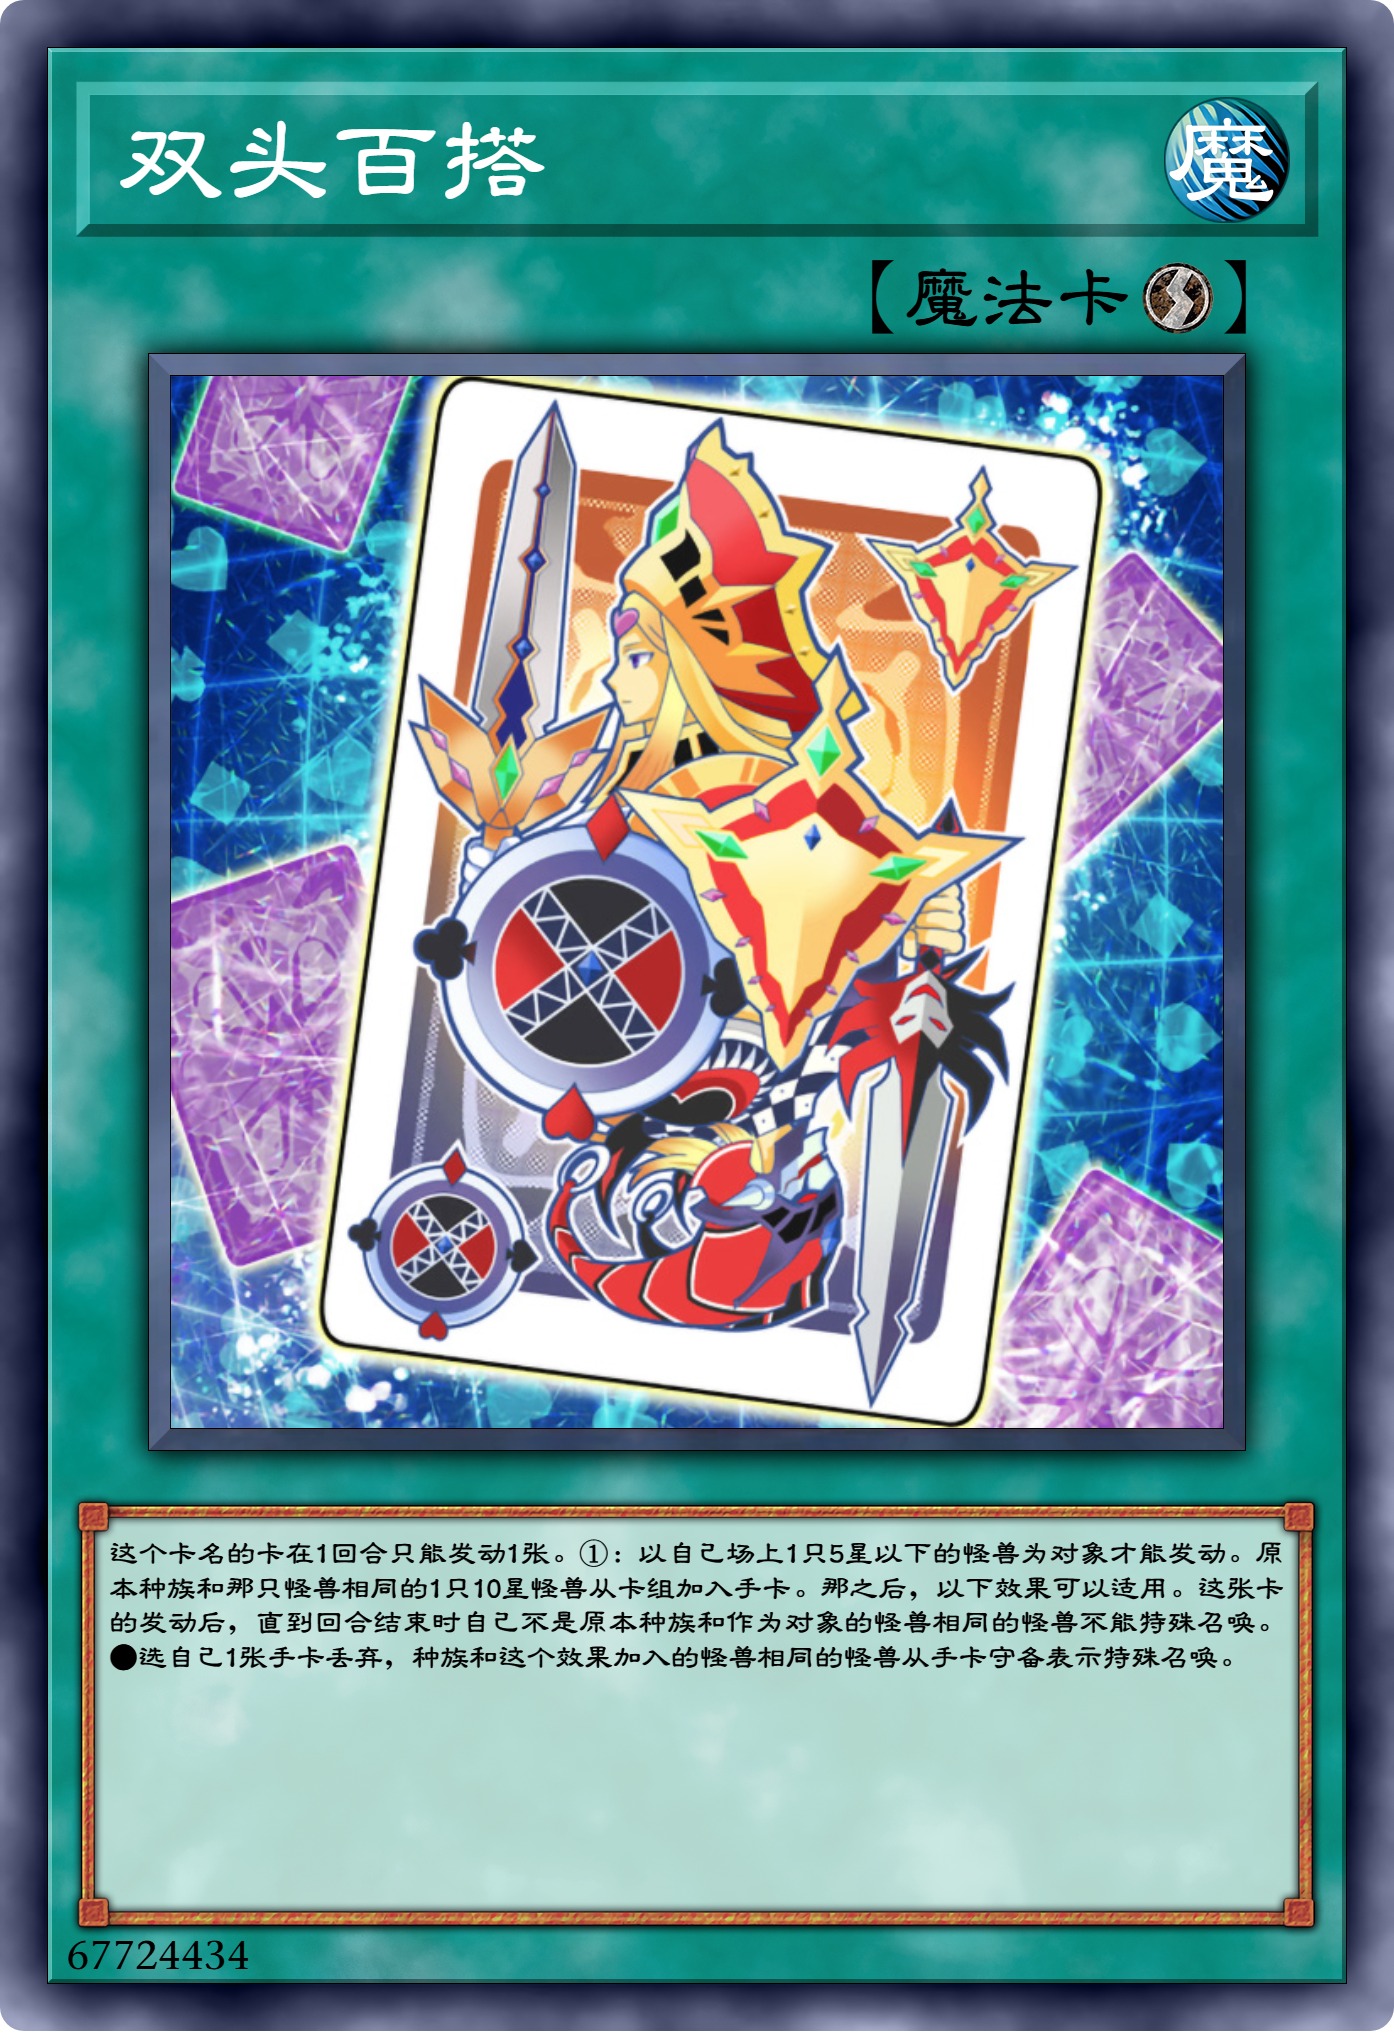 双头百搭
魔
【魔法卡】
这个卡名的卡在1回合只能发动1张。①：以自己场上1只5星以下的怪兽为对象才能发动。原
本种族和那只怪兽相同的1只10星怪兽从卡组加入手卡。那之后，以下效果可以适用。这张卡
的发动后，直到回合结束时自己不是原本种族和作为对象的怪兽相同的怪兽不能特殊召唤。
●选自己1张手卡丢弃，种族和这个效果加入的怪兽相同的怪兽从手卡守备表示特殊召唤。
67724434